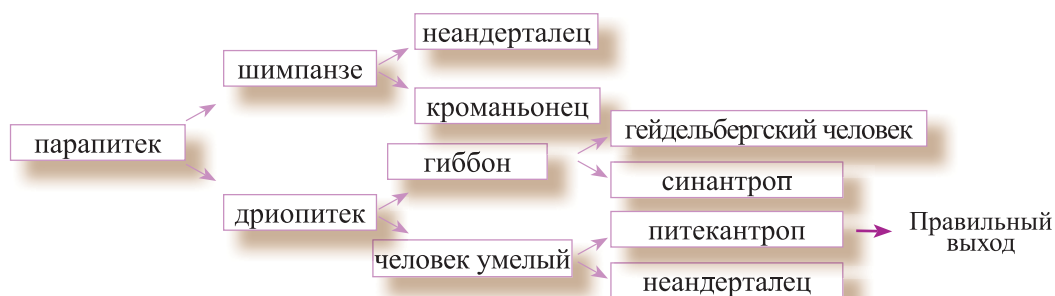 неандерталец
шимпанзе
кроманьонец
гейдельбергский человек
парапитек
гиббон
синантроп
дриопитек
питекантроп
Правильный
выход
человек умелый
неандерталец